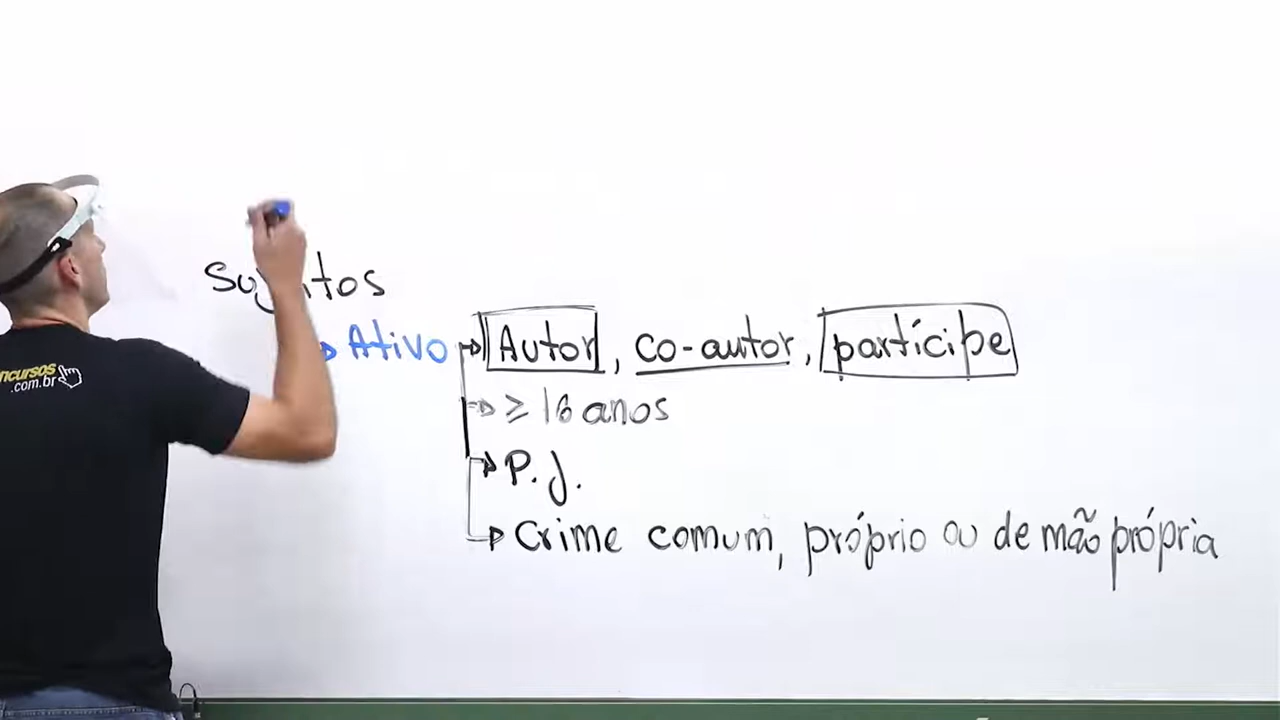 Sujeitos
Ativo → Autor, co-autor, partícipe
→ ≥ 18 anos
→ P.J.
→ Crime comum, próprio ou de mão própria
ncursos
.com.br